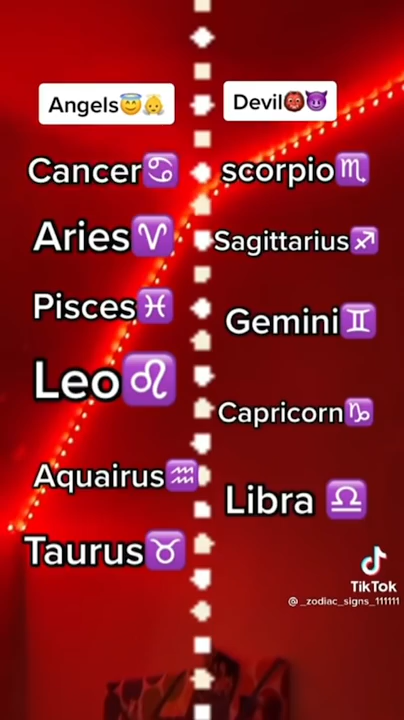 Angels😇👼
Cancer♋
Aries♈
Pisces♓
Leo♌
Aquairus♒
Taurus♉
Devil👹😈
scorpio♏
Sagittarius♐
Gemini♊
Capricorn♑
Libra ♎
TikTok
@_zodiac_signs_111111